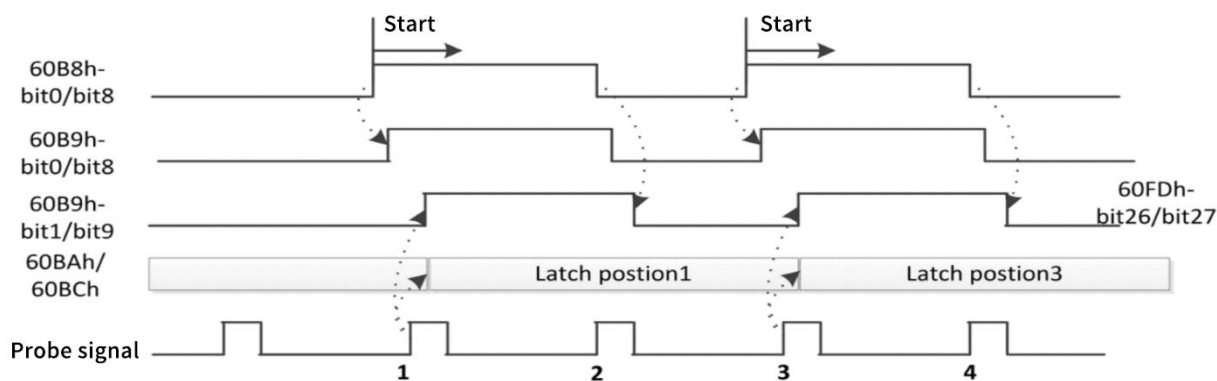 Start
Start
60B8h-
bit0/bit8
60B9h-
bit0/bit8
60B9h-
bit1/bit9
60FDh-
bit26/bit27
60BAh/
60BCh
Latch postion1
Latch postion3
Probe signal
1
2
3
4